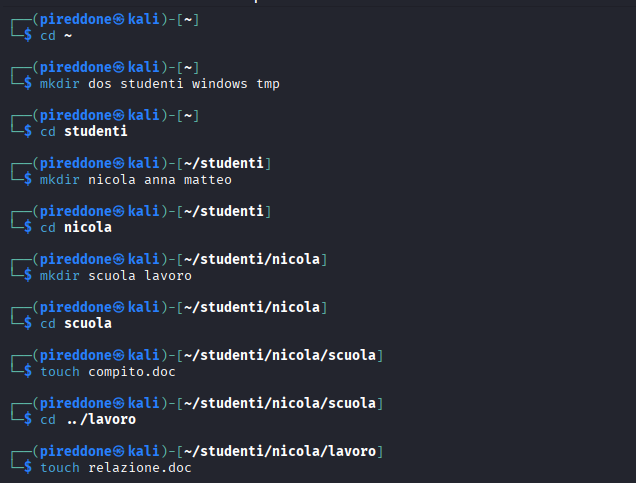 ┌──(pireddone㉿kali)-[~]
└─$ cd ~
┌──(pireddone㉿kali)-[~]
└─$ mkdir dos studenti windows tmp
┌──(pireddone㉿kali)-[~]
└─$ cd studenti
┌──(pireddone㉿kali)-[~/studenti]
└─$ mkdir nicola anna matteo
┌──(pireddone㉿kali)-[~/studenti]
└─$ cd nicola
┌──(pireddone㉿kali)-[~/studenti/nicola]
└─$ mkdir scuola lavoro
┌──(pireddone㉿kali)-[~/studenti/nicola]
└─$ cd scuola
┌──(pireddone㉿kali)-[~/studenti/nicola/scuola]
└─$ touch compito.doc
┌──(pireddone㉿kali)-[~/studenti/nicola/scuola]
└─$ cd ../lavoro
┌──(pireddone㉿kali)-[~/studenti/nicola/lavoro]
└─$ touch relazione.doc